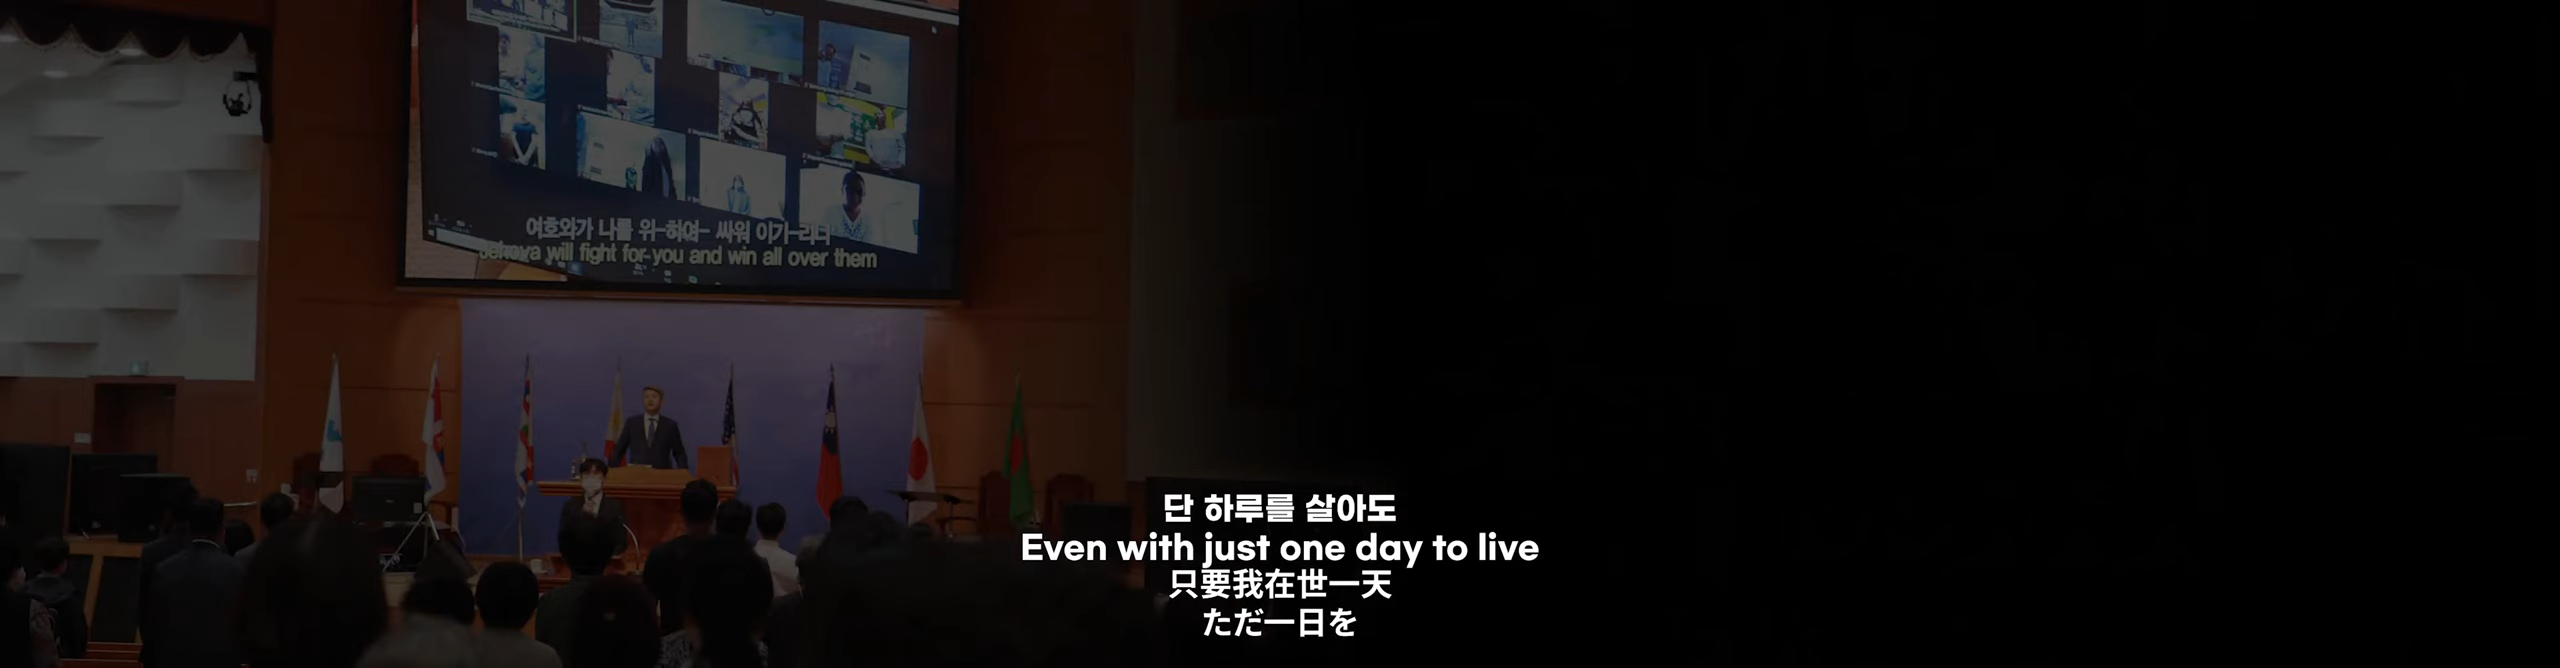 여호와가 나를 위-하여- 싸워 이기-리니
Jehova will fight for you and win all over them
단 하루를 살아도
Even with just one day to live
只要我在世一天
ただ一日を